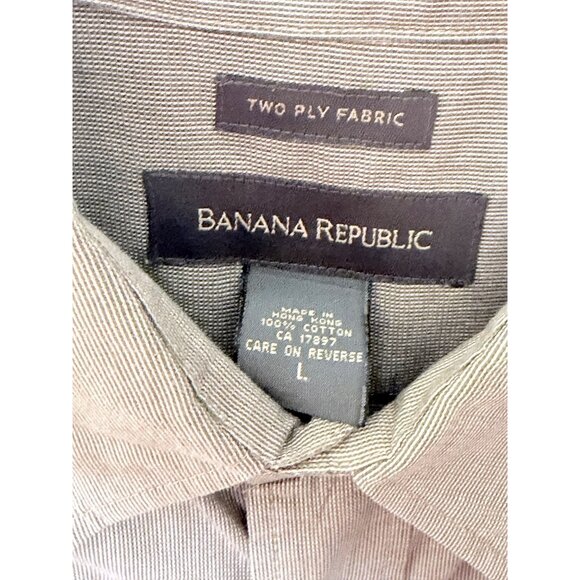 TWO PLY FABRIC
BANANA REPUBLIC
MADE IN
HONG KONG
100% COTTON
CA 17897
CARE ON REVERSE
L